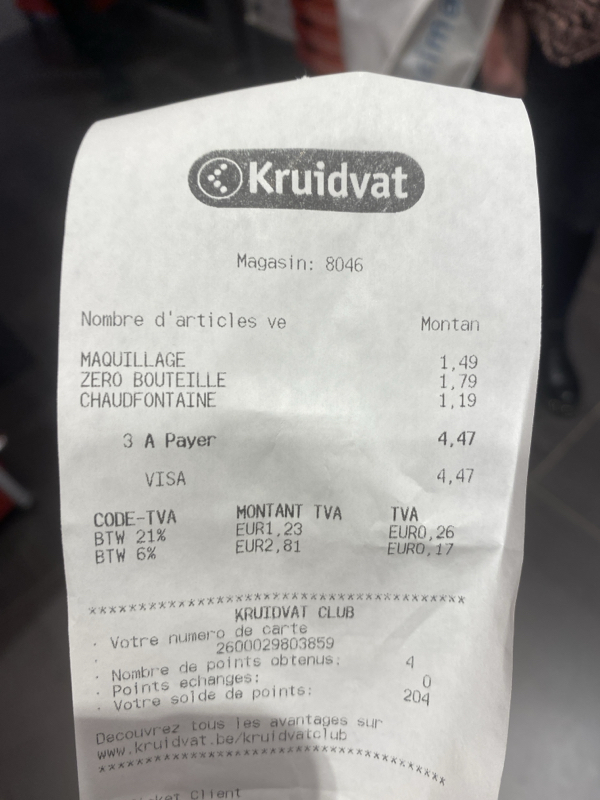 Kruidvat
Magasin: 8046
Nombre d'articles ve Montan
MAQUILLAGE 1,49
ZERO BOUTEILLE 1,79
CHAUDFONTAINE 1,19
3 A Payer 4,47
VISA 4,47
CODE-TVA MONTANT TVA TVA
BTW 21% EUR1,23 EUR0,26
BTW 6% EUR2,81 EUR0,17
************************************
KRUIDVAT CLUB
. Votre numero de carte
. 2600029803859
. Nombre de points obtenus: 4
. Points echanges: 0
. Votre solde de points: 204
Decouvrez tous les avantages sur
www.kruidvat.be/kruidvatclub
************************************
Client